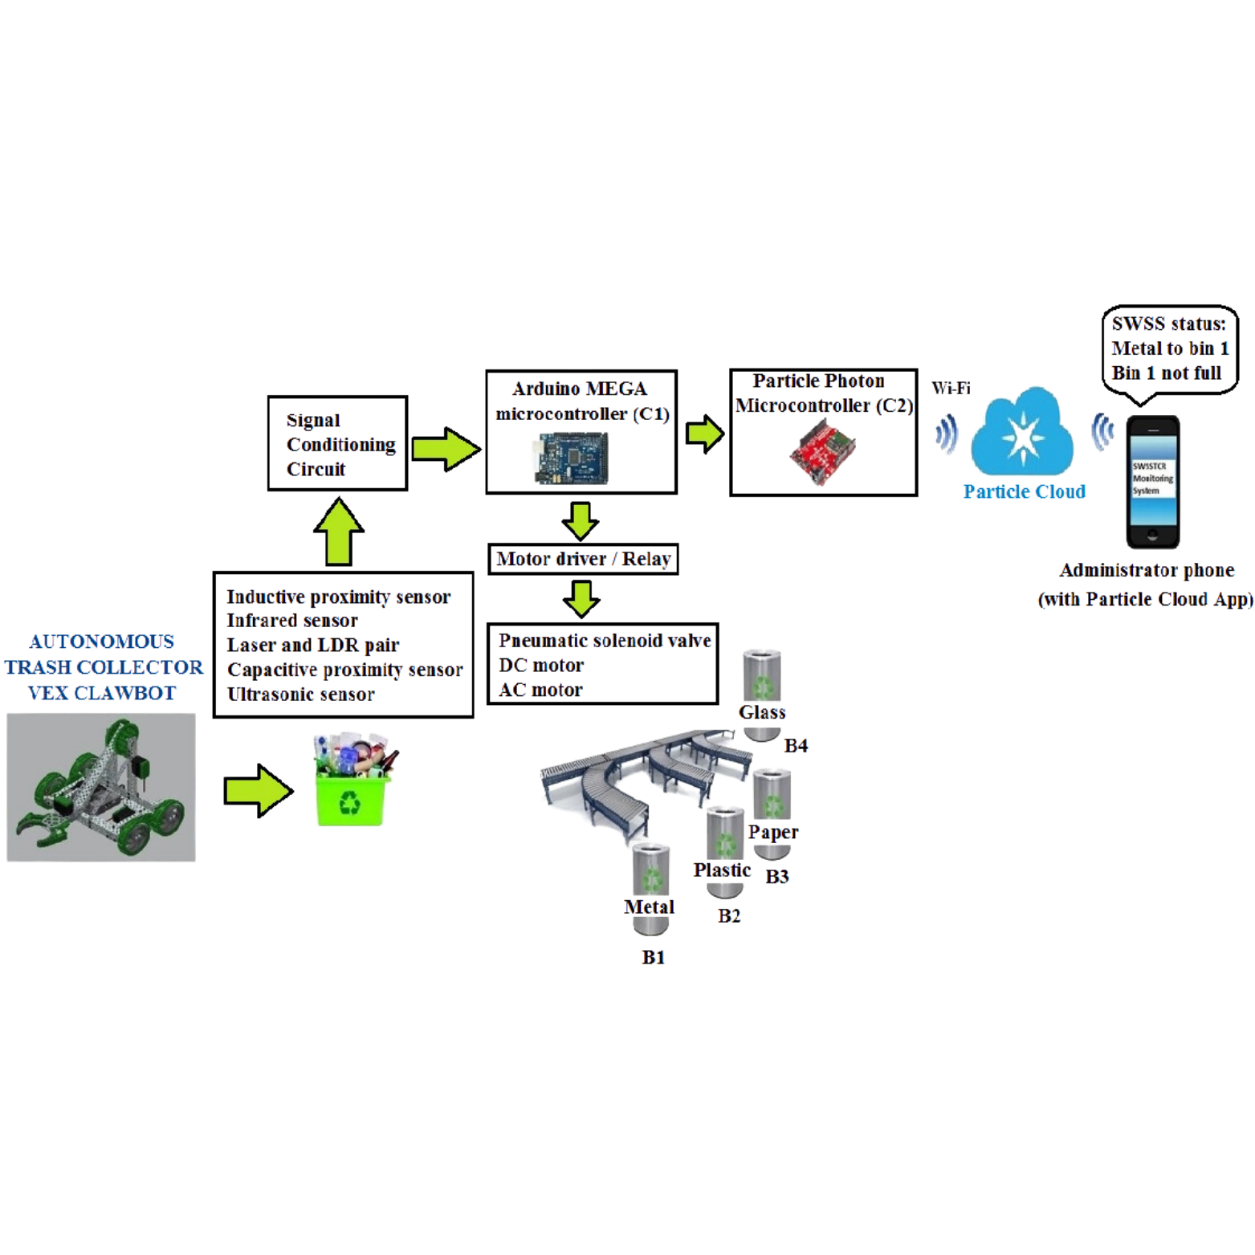 AUTONOMOUS
TRASH COLLECTOR
VEX CLAWBOT
Inductive proximity sensor
Infrared sensor
Laser and LDR pair
Capacitive proximity sensor
Ultrasonic sensor
Signal
Conditioning
Circuit
Arduino MEGA
microcontroller (C1)
Motor driver / Relay
Pneumatic solenoid valve
DC motor
AC motor
Particle Photon
Microcontroller (C2)
Wi-Fi
Particle Cloud
SWSS status:
Metal to bin 1
Bin 1 not full
SWISTCR
Monitoring
System
Administrator phone
(with Particle Cloud App)
Glass
B4
Paper
B3
Plastic
B2
Metal
B1